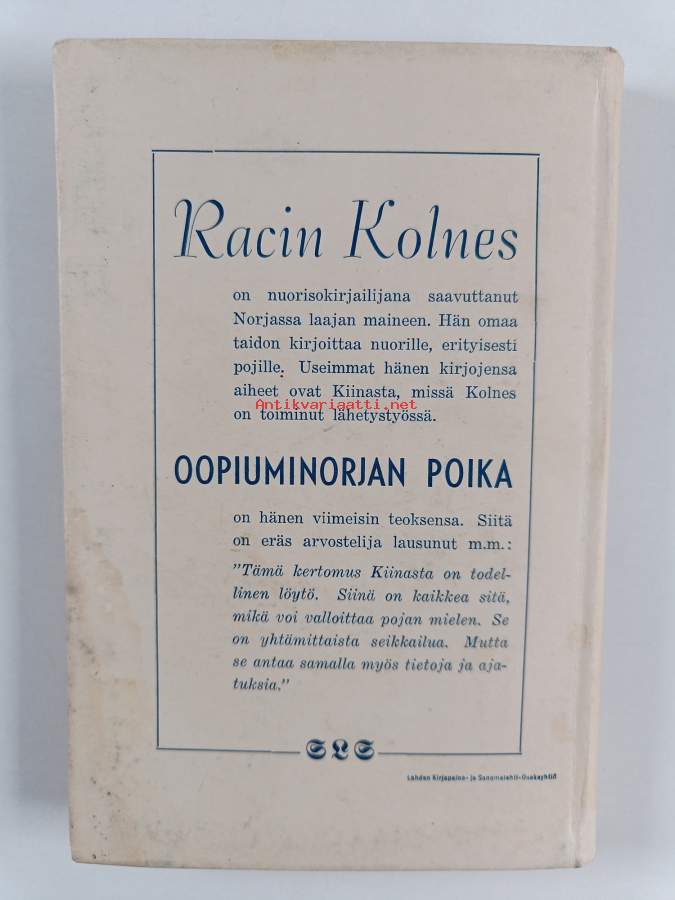 Racin Kolnes
on nuorisokirjailijana saavuttanut
Norjassa laajan maineen. Hän omaa
taidon kirjoittaa nuorille, erityisesti
pojille. Useimmat hänen kirjojensa
aiheet ovat Kiinasta, missä Kolnes
Antikvariaatti.net
on toiminut lähetystyössä.
OOPIUMINORJAN POIKA
on hänen viimeisin teoksensa. Siitä
on eräs arvostelija lausunut m.m.:
"Tämä kertomus Kiinasta on todel-
linen löytö. Siinä on kaikkea sitä,
mikä voi valloittaa pojan mielen. Se
on yhtämittaista seikkailua. Mutta
se antaa samalla myös tietoja ja aja-
tuksia."
SLS
Lahden Kirjapaino- ja Sanomalehti-Osakeyhtiö